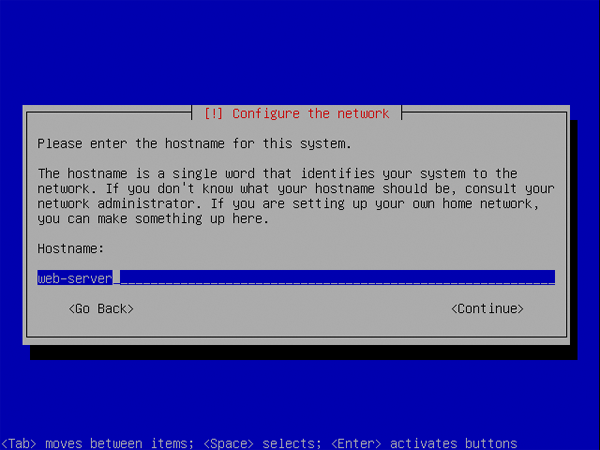 [!] Configure the network
Please enter the hostname for this system.
The hostname is a single word that identifies your system to the
network. If you don't know what your hostname should be, consult your
network administrator. If you are setting up your own home network,
you can make something up here.
Hostname:
web-server
<Go Back> <Continue>
<Tab> moves between items; <Space> selects; <Enter> activates buttons